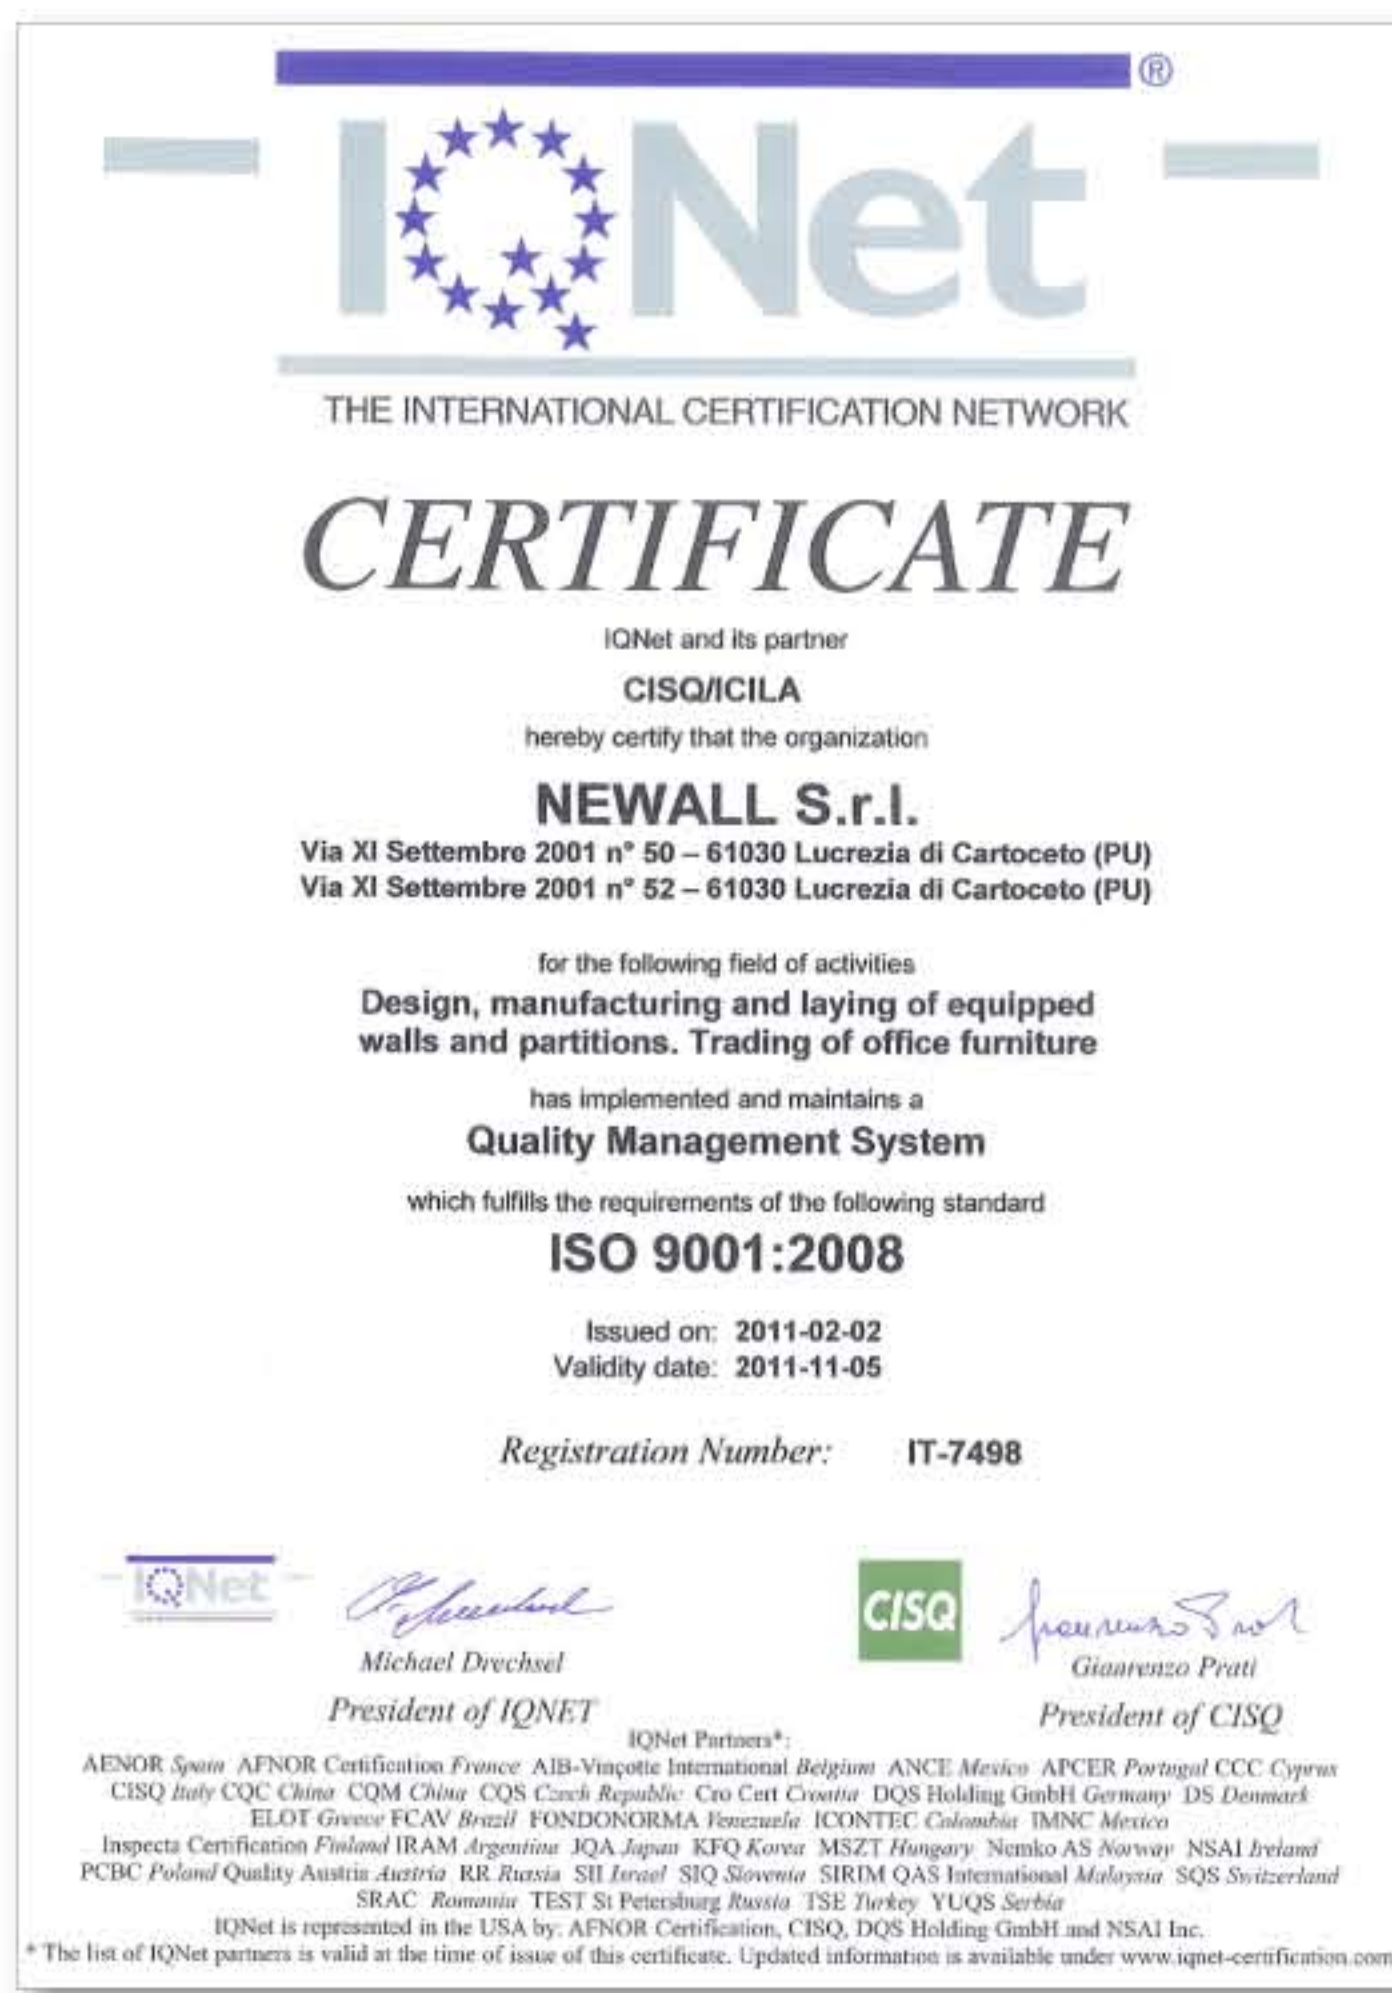 IQNet ®
THE INTERNATIONAL CERTIFICATION NETWORK
CERTIFICATE
IQNet and its partner
CISQ/ICILA
hereby certify that the organization
NEWALL S.r.l.
Via XI Settembre 2001 n° 50 – 61030 Lucrezia di Cartoceto (PU)
Via XI Settembre 2001 n° 52 – 61030 Lucrezia di Cartoceto (PU)
for the following field of activities
Design, manufacturing and laying of equipped
walls and partitions. Trading of office furniture
has implemented and maintains a
Quality Management System
which fulfills the requirements of the following standard
ISO 9001:2008
Issued on: 2011-02-02
Validity date: 2011-11-05
Registration Number: IT-7498
IQNet
CISQ
Michael Drechsel
Gianrenzo Prati
President of IQNET
President of CISQ
IQNet Partners*:
AENOR Spain AFNOR Certification France AIB-Vinçotte International Belgium ANCE Mexico APCER Portugal CCC Cyprus
CISQ Italy CQC China CQM China CQS Czech Republic Cro Cert Croatia DQS Holding GmbH Germany DS Denmark
ELOT Greece FCAV Brazil FONDONORMA Venezuela ICONTEC Colombia IMNC Mexico
Inspecta Certification Finland IRAM Argentina JQA Japan KFQ Korea MSZT Hungary Nemko AS Norway NSAI Ireland
PCBC Poland Quality Austria Austria RR Russia SII Israel SIQ Slovenia SIRIM QAS International Malaysia SQS Switzerland
SRAC Romania TEST St Petersburg Russia TSE Turkey YUQS Serbia
IQNet is represented in the USA by: AFNOR Certification, CISQ, DQS Holding GmbH and NSAI Inc.
* The list of IQNet partners is valid at the time of issue of this certificate. Updated information is available under www.iqnet-certification.com